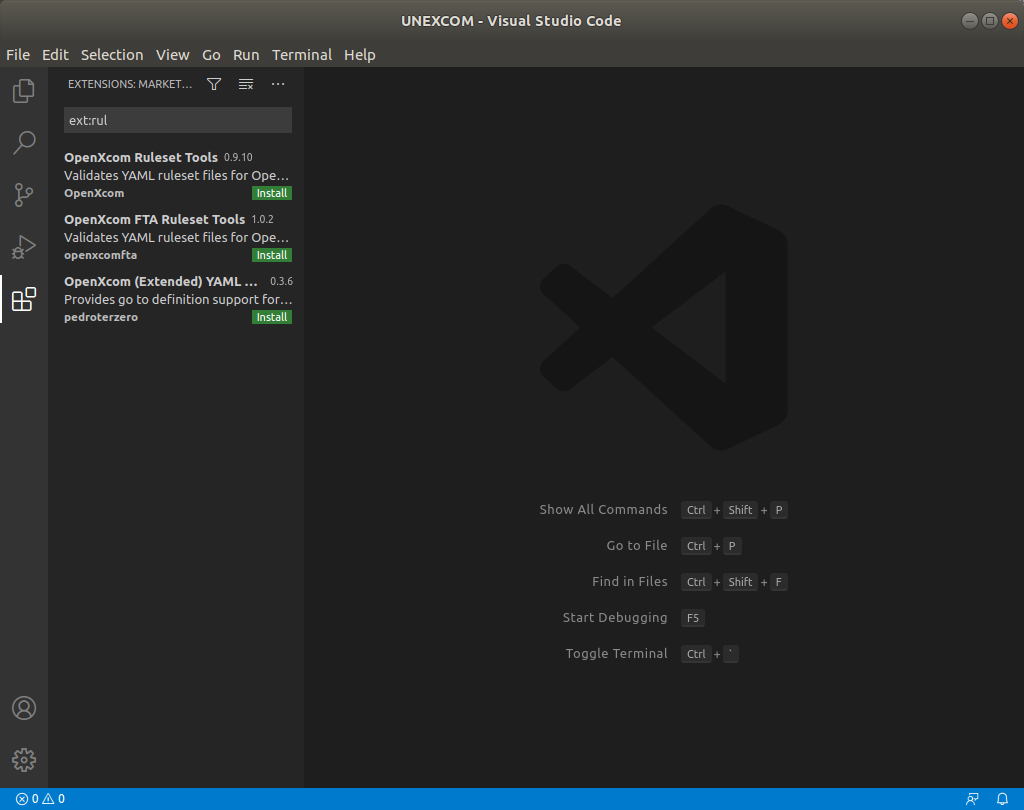 UNEXCOM - Visual Studio Code
File Edit Selection View Go Run Terminal Help
EXTENSIONS: MARKET...
ext:rul
OpenXcom Ruleset Tools 0.9.10
Validates YAML ruleset files for Ope...
OpenXcom Install
OpenXcom FTA Ruleset Tools 1.0.2
Validates YAML ruleset files for Ope...
openxcomfta Install
OpenXcom (Extended) YAML ... 0.3.6
Provides go to definition support for...
pedroterzero Install
Show All Commands Ctrl + Shift + P
Go to File Ctrl + P
Find in Files Ctrl + Shift + F
Start Debugging F5
Toggle Terminal Ctrl + `
0 0